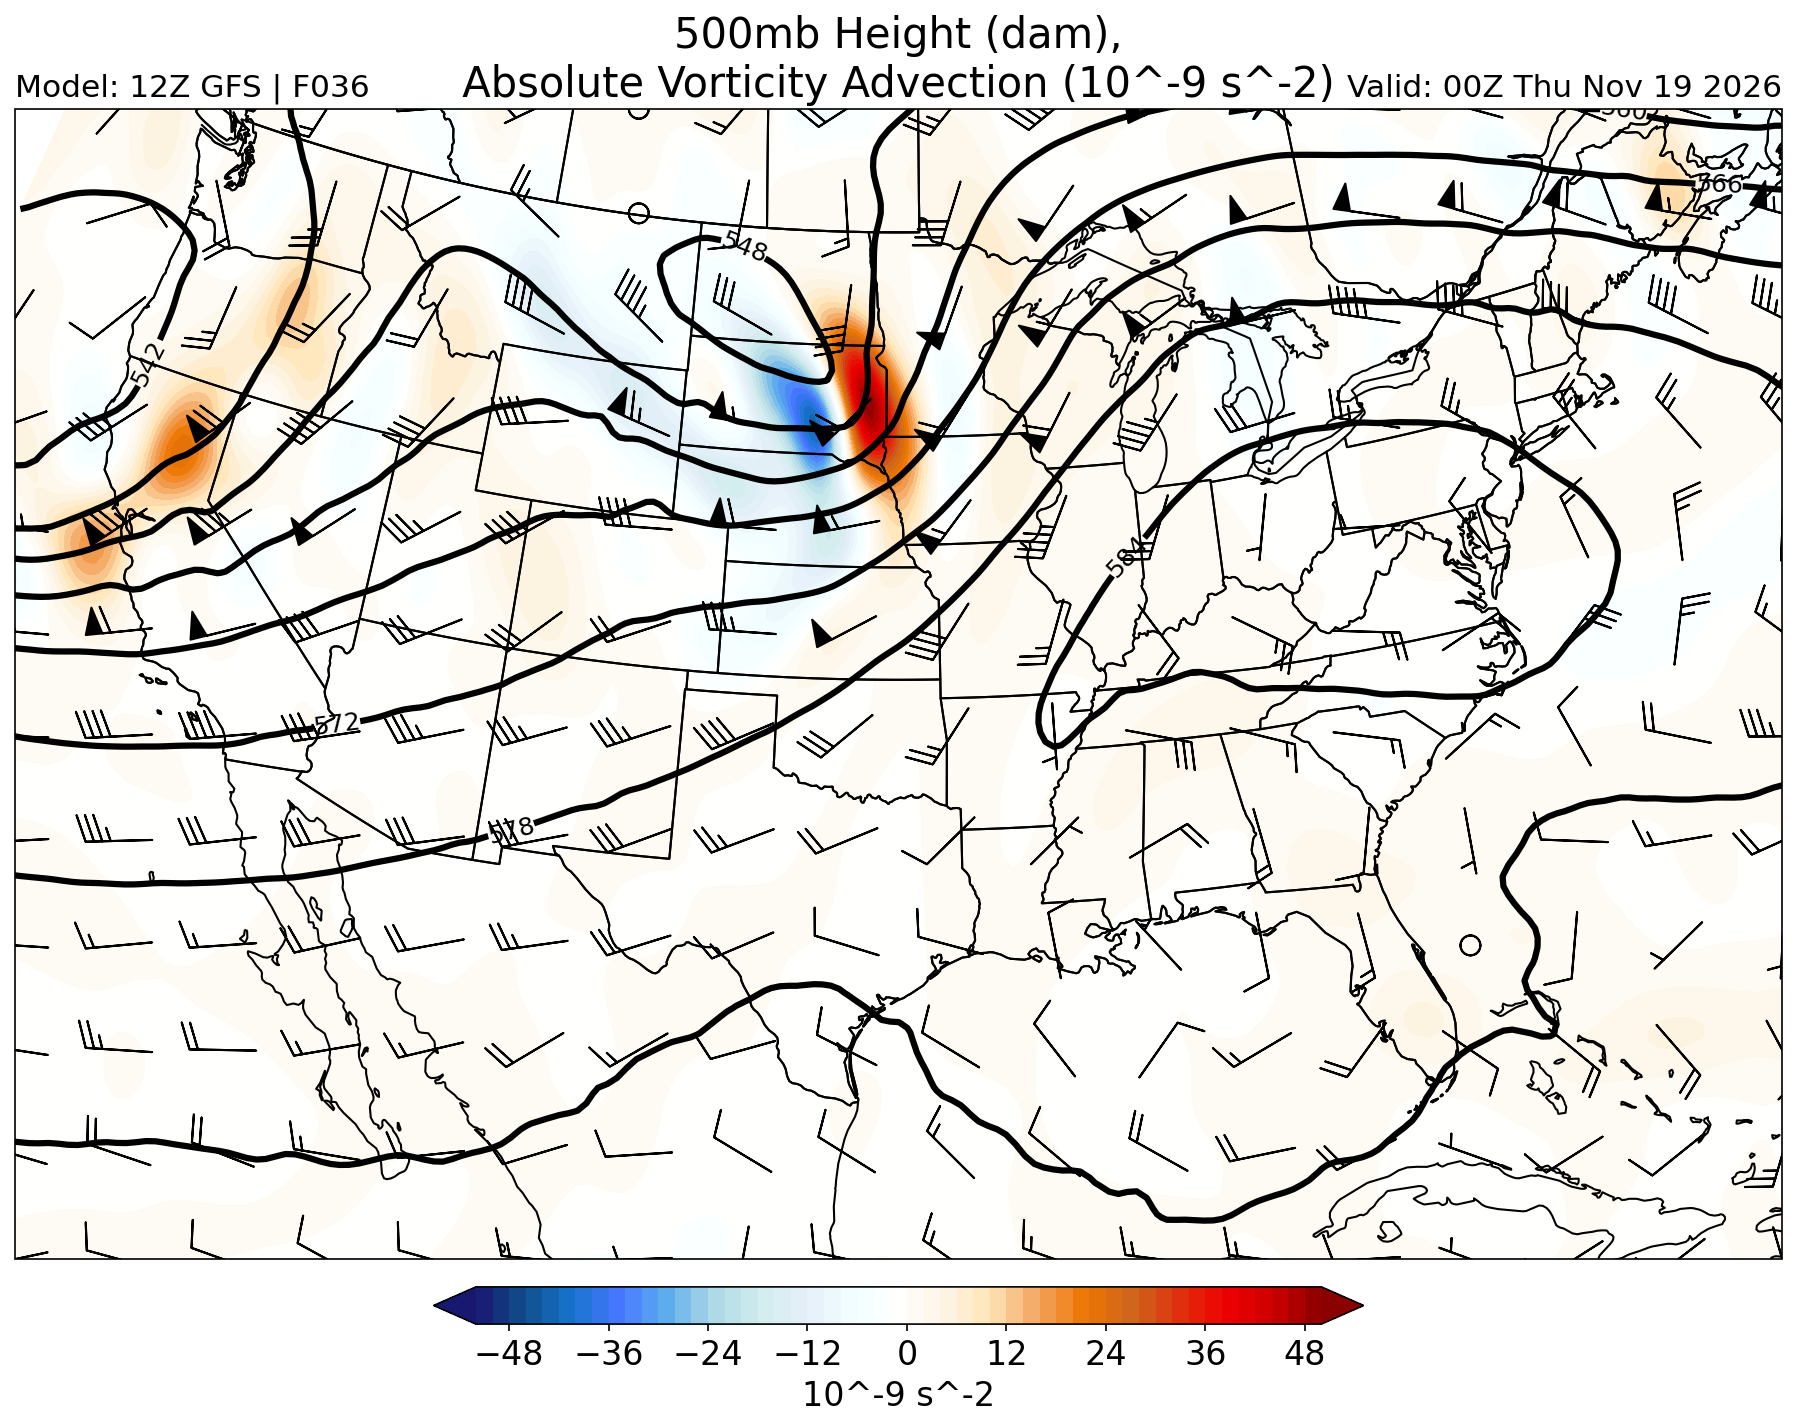 500mb Height (dam),
Model: 12Z GFS | F036
Absolute Vorticity Advection (10^-9 s^-2)
Valid: 00Z Thu Nov 19 2026
566
548
542
584
572
578
−48 −36 −24 −12 0 12 24 36 48
10^-9 s^-2